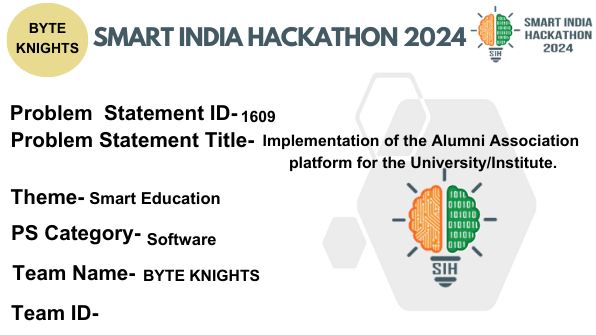 BYTE
KNIGHTS
SMART INDIA HACKATHON 2024
SIH
SMART INDIA
HACKATHON
2024
Problem Statement ID- 1609
Problem Statement Title- Implementation of the Alumni Association
platform for the University/Institute.
Theme- Smart Education
PS Category- Software
Team Name- BYTE KNIGHTS
Team ID-
SIH